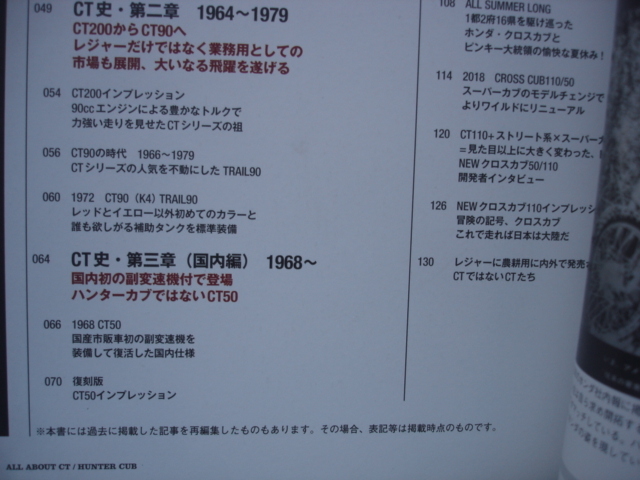 049 CT史・第二章 1964～1979
CT200からCT90へ
レジャーだけではなく業務用としての
市場も展開、大いなる飛躍を遂げる
054 CT200インプレッション
90ccエンジンによる豊かなトルクで
力強い走りを見せたCTシリーズの祖
056 CT90の時代 1966～1979
CTシリーズの人気を不動にしたTRAIL90
060 1972 CT90（K4）TRAIL90
レッドとイエロー以外初めてのカラーと
誰も欲しがる補助タンクを標準装備
064 CT史・第三章（国内編） 1968～
国内初の副変速機付で登場
ハンターカブではないCT50
066 1968 CT50
国産市販車初の副変速機を
装備して復活した国内仕様
070 復刻版
CT50インプレッション
108 ALL SUMMER LONG
1都2府16県を駆け巡った
ホンダ・クロスカブと
ピンキー大統領の愉快な夏休み！
114 2018 CROSS CUB110/50
スーパーカブのモデルチェンジで
よりワイルドにリニューアル
120 CT110+ストリート系×スーパーカ
=見た目以上に大きく変わった、
NEWクロスカブ50/110
開発者インタビュー
126 NEWクロスカブ110インプレッシ
冒険の記号、クロスカブ
これで走れば日本は大陸だ
130 レジャーに農耕用に内外で発売
CTではないCTたち
※本書には過去に掲載した記事を再編集したものもあります。その場合、表記等は掲載時点のものです。
ALL ABOUT CT / HUNTER CUB